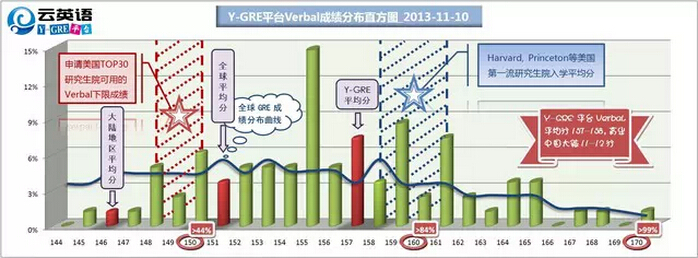 云英语
Y-GRE平台
Y-GRE平台Verbal成绩分布直方图_2013-11-10
15%
12%
9%
6%
3%
0%
申请美国TOP30
研究生院可用的
Verbal下限成绩
大陆地区平均分
全球平均分
全球 GRE 成
绩分布曲线
Y-GRE
平均分
Harvard, Princeton等美国
第一流研究生院入学平均分
Y-GRE 平台 Verbal
平均分 157-158, 高出
中国大陆 11-12分
144 145 146 147 148 149 150 151 152 153 154 155 156 157 158 159 160 161 162 163 164 165 166 167 168 169 170
>44%
>84%
>99%